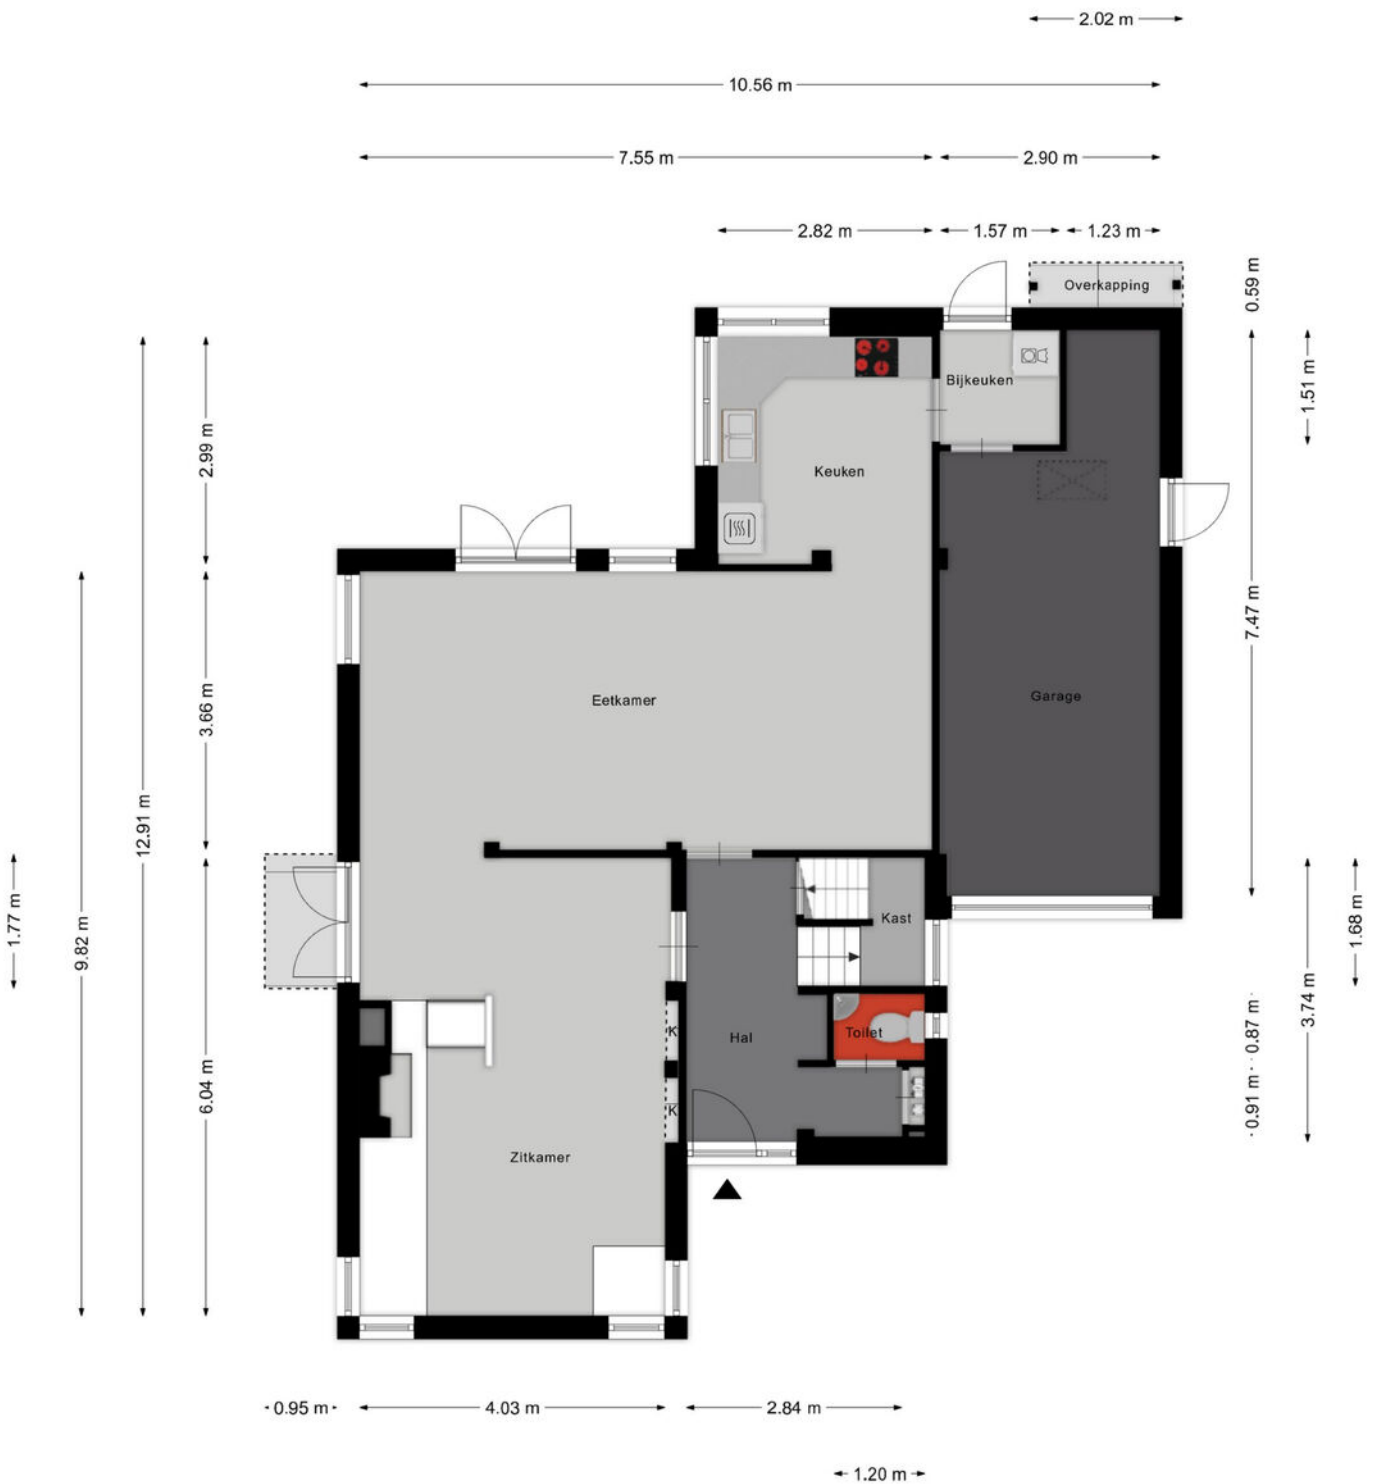 2.02 m
10.56 m
7.55 m
2.90 m
2.82 m
1.57 m
1.23 m
0.59 m
Overkapping
Bijkeuken
1.51 m
2.99 m
Keuken
7.47 m
3.66 m
Eetkamer
Garage
12.91 m
1.77 m
9.82 m
Kast
1.68 m
3.74 m
K
Hal
Toilet
0.87 m
6.04 m
K
0.91 m
Zitkamer
0.95 m
4.03 m
2.84 m
1.20 m